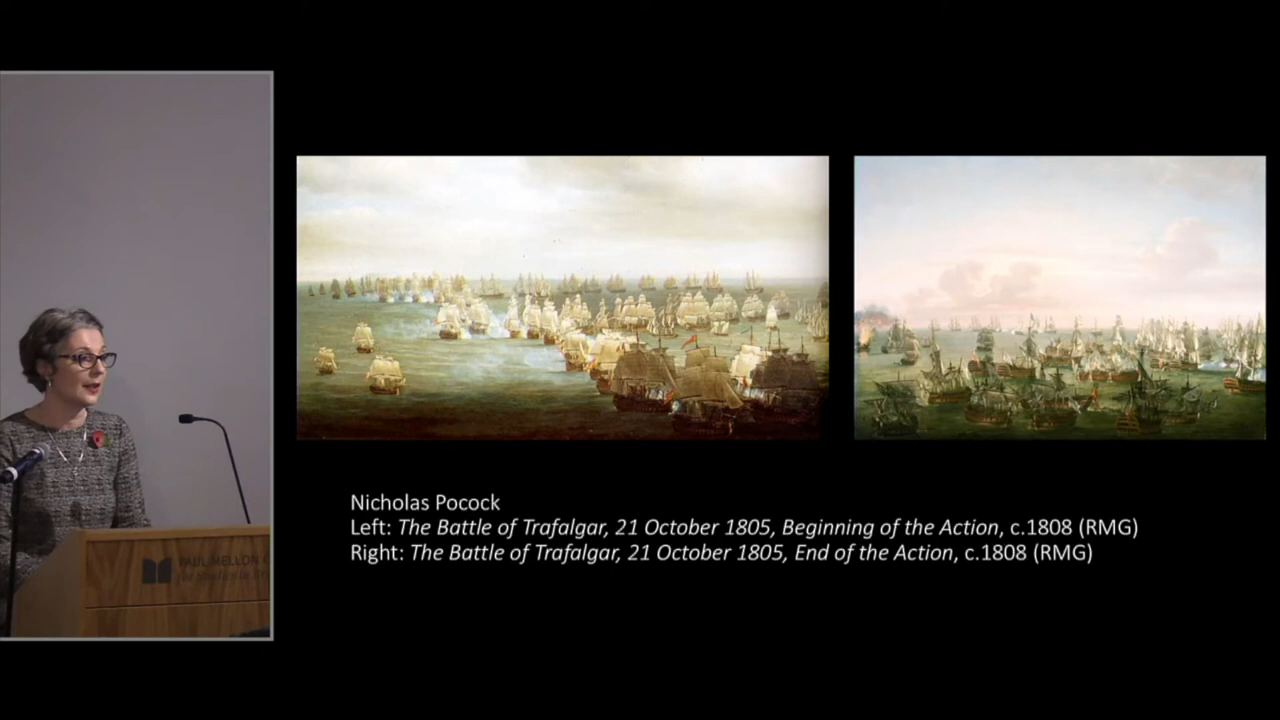 PAUL MELLON
Nicholas Pocock
Left: The Battle of Trafalgar, 21 October 1805, Beginning of the Action, c.1808 (RMG)
Right: The Battle of Trafalgar, 21 October 1805, End of the Action, c.1808 (RMG)